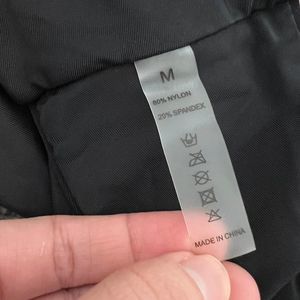 M
80% NYLON
20% SPANDEX
MADE IN CHINA